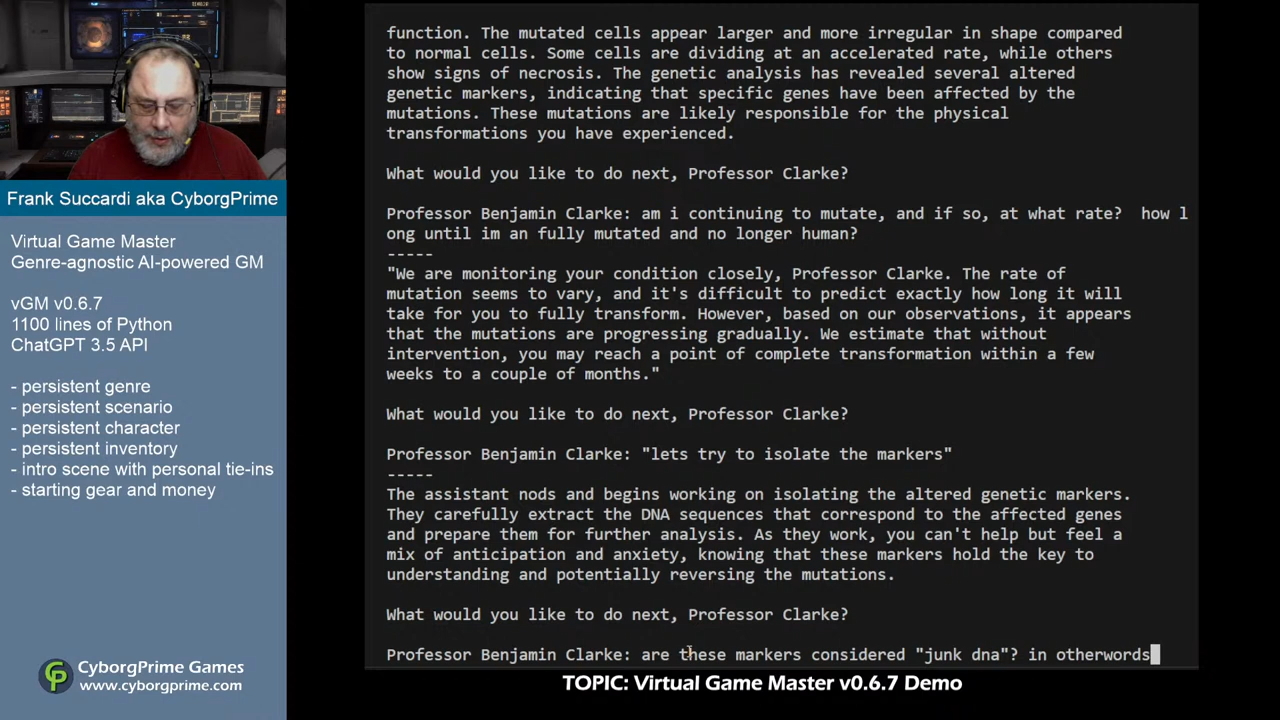 function. The mutated cells appear larger and more irregular in shape compared
to normal cells. Some cells are dividing at an accelerated rate, while others
show signs of necrosis. The genetic analysis has revealed several altered
genetic markers, indicating that specific genes have been affected by the
mutations. These mutations are likely responsible for the physical
transformations you have experienced.
What would you like to do next, Professor Clarke?
Professor Benjamin Clarke: am i continuing to mutate, and if so, at what rate?  how l
ong until im an fully mutated and no longer human?
-----
"We are monitoring your condition closely, Professor Clarke. The rate of
mutation seems to vary, and it's difficult to predict exactly how long it will
take for you to fully transform. However, based on our observations, it appears
that the mutations are progressing gradually. We estimate that without
intervention, you may reach a point of complete transformation within a few
weeks to a couple of months."
What would you like to do next, Professor Clarke?
Professor Benjamin Clarke: "lets try to isolate the markers"
-----
The assistant nods and begins working on isolating the altered genetic markers.
They carefully extract the DNA sequences that correspond to the affected genes
and prepare them for further analysis. As they work, you can't help but feel a
mix of anticipation and anxiety, knowing that these markers hold the key to
understanding and potentially reversing the mutations.
What would you like to do next, Professor Clarke?
Professor Benjamin Clarke: are these markers considered "junk dna"? in otherwords
Frank Succardi aka CyborgPrime
Virtual Game Master
Genre-agnostic AI-powered GM
vGM v0.6.7
1100 lines of Python
ChatGPT 3.5 API
- persistent genre
- persistent scenario
- persistent character
- persistent inventory
- intro scene with personal tie-ins
- starting gear and money
CP
CyborgPrime Games
www.cyborgprime.com
TOPIC: Virtual Game Master v0.6.7 Demo